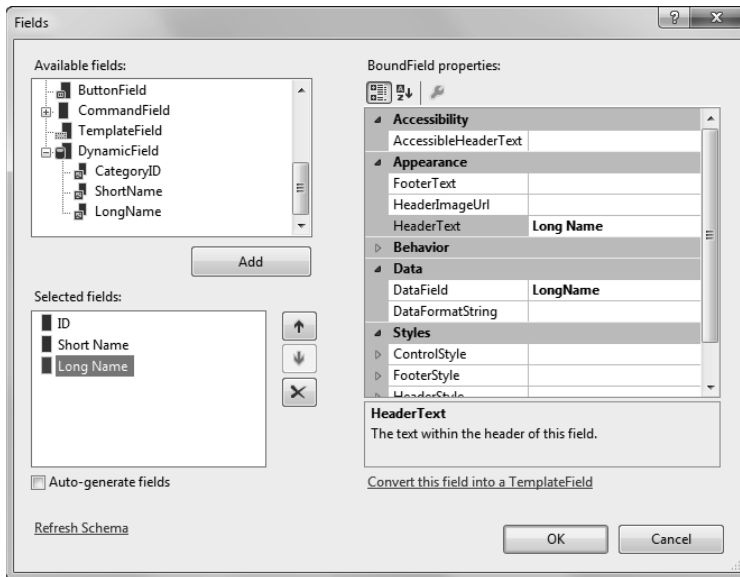 Fields
Available fields:
ButtonField
CommandField
TemplateField
DynamicField
CategoryID
ShortName
LongName
Add
Selected fields:
ID
Short Name
Long Name
Auto-generate fields
Refresh Schema
BoundField properties:
Accessibility
AccessibleHeaderText
Appearance
FooterText
HeaderImageUrl
HeaderText Long Name
Behavior
Data
DataField LongName
DataFormatString
Styles
ControlStyle
FooterStyle
HeaderStyle
HeaderText
The text within the header of this field.
Convert this field into a TemplateField
OK Cancel